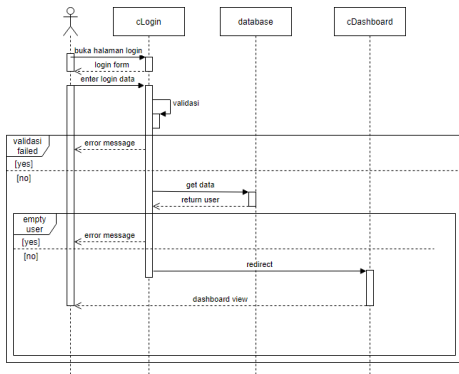 cLogin
database
cDashboard
buka halaman login
login form
enter login data
validasi
validasi
failed
error message
[yes]
[no]
get data
return user
empty
user
error message
[yes]
[no]
redirect
dashboard view